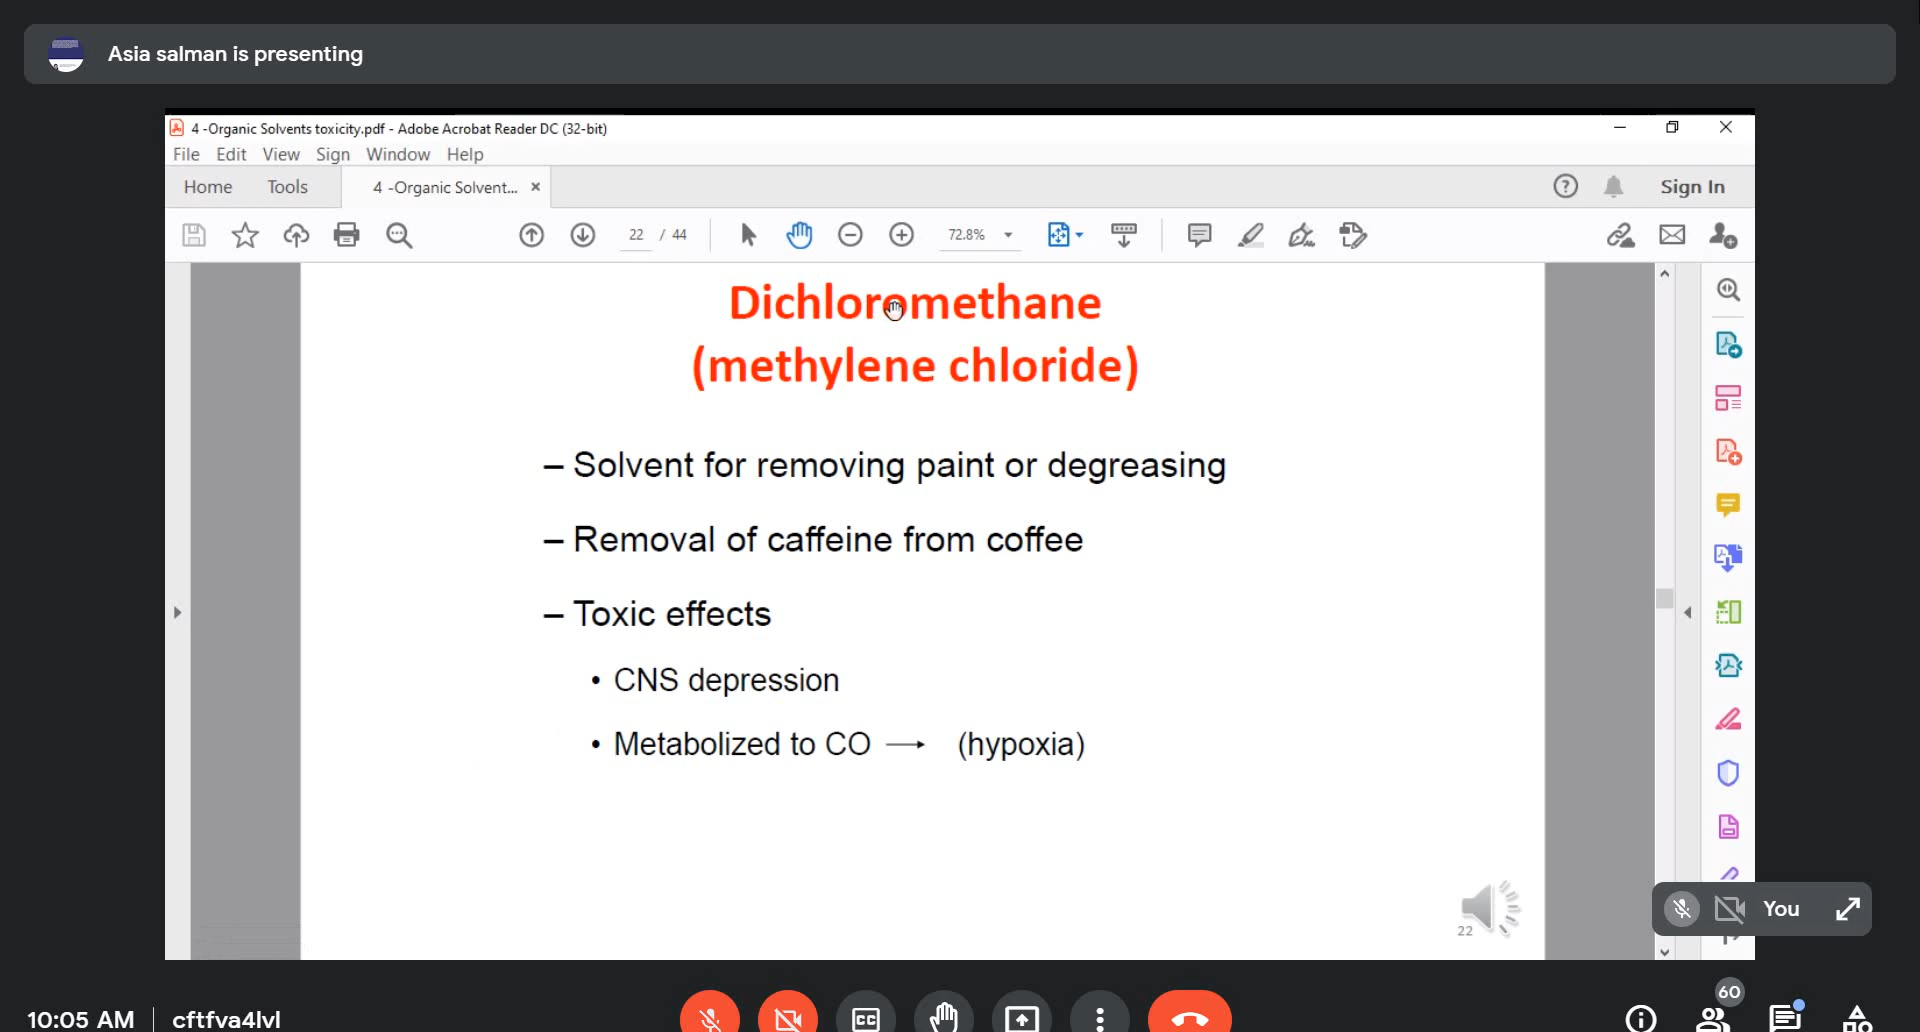 Asia salman is presenting
4 -Organic Solvents toxicity.pdf - Adobe Acrobat Reader DC (32-bit)
File Edit View Sign Window Help
Home Tools 4 -Organic Solvent... × Sign In
22 / 44 72.8%
Dichloromethane
(methylene chloride)
– Solvent for removing paint or degreasing
– Removal of caffeine from coffee
– Toxic effects
• CNS depression
• Metabolized to CO → (hypoxia)
22
You
60
10:05 AM | cftfva4lvl
CC